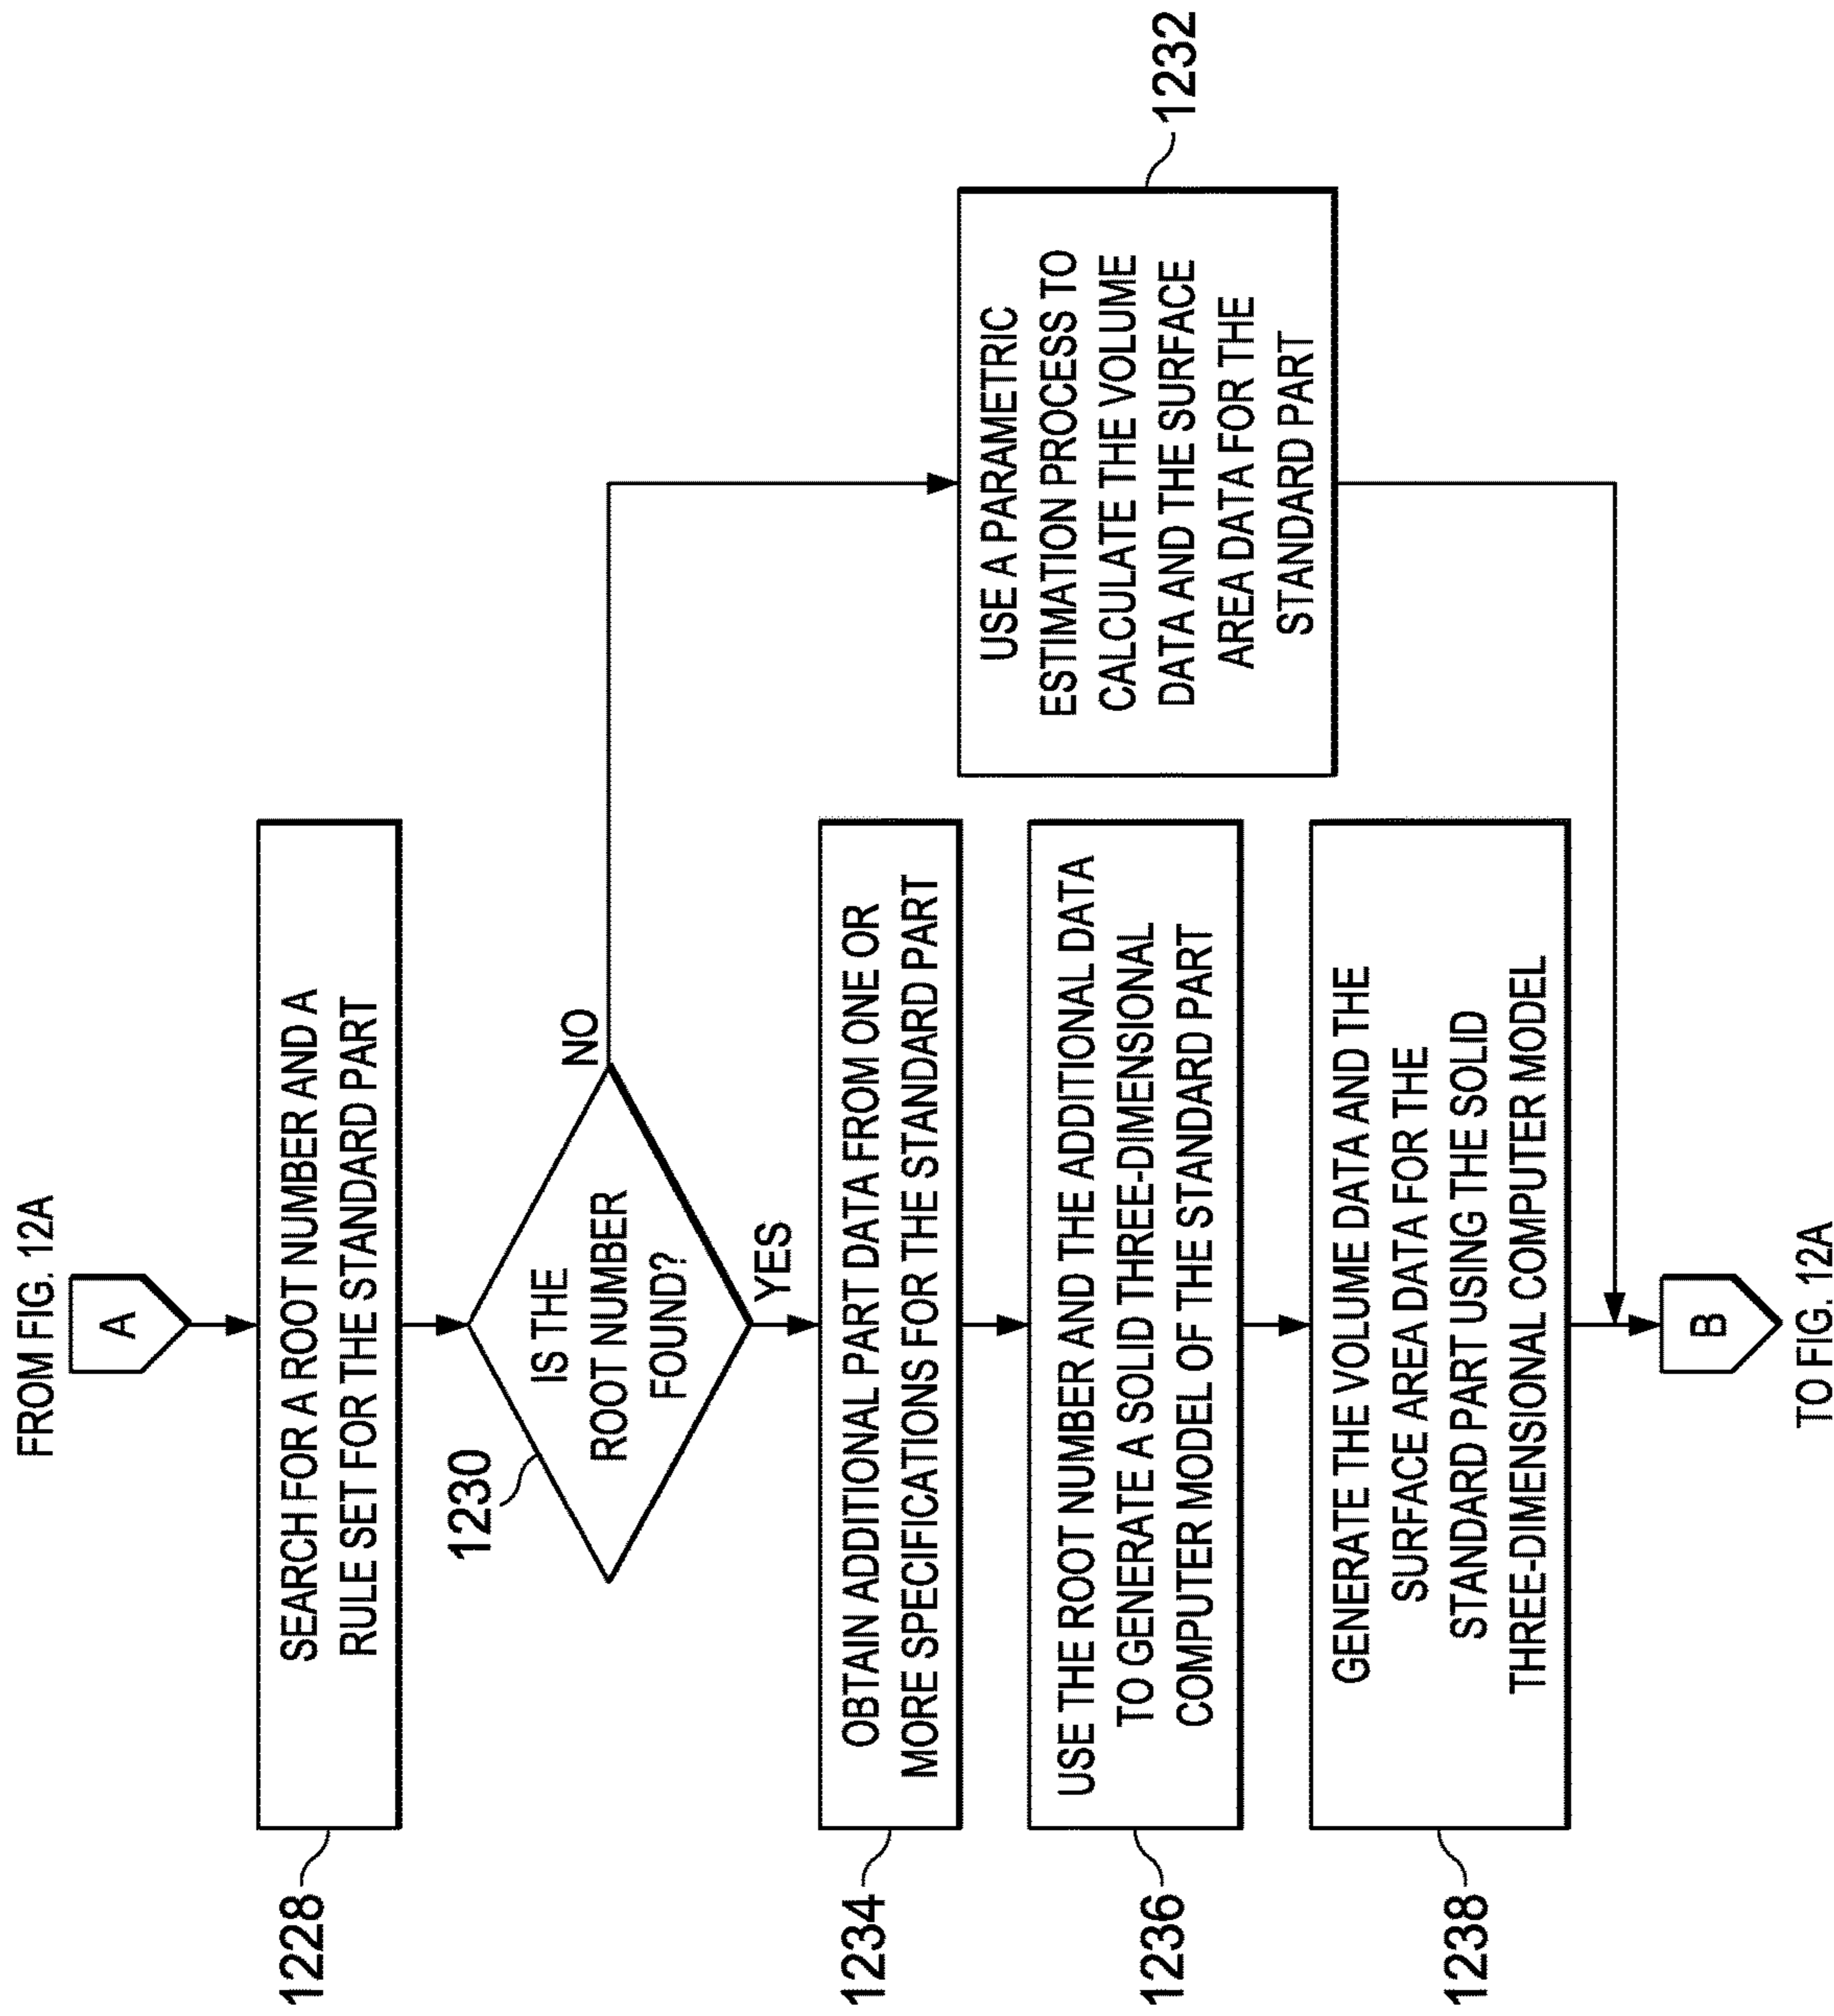 FROM FIG. 12A
A
1228
SEARCH FOR A ROOT NUMBER AND A
RULE SET FOR THE STANDARD PART
1230
IS THE
ROOT NUMBER
FOUND?
NO
YES
1232
USE A PARAMETRIC
ESTIMATION PROCESS TO
CALCULATE THE VOLUME
DATA AND THE SURFACE
AREA DATA FOR THE
STANDARD PART
1234
OBTAIN ADDITIONAL PART DATA FROM ONE OR
MORE SPECIFICATIONS FOR THE STANDARD PART
1236
USE THE ROOT NUMBER AND THE ADDITIONAL DATA
TO GENERATE A SOLID THREE-DIMENSIONAL
COMPUTER MODEL OF THE STANDARD PART
1238
GENERATE THE VOLUME DATA AND THE
SURFACE AREA DATA FOR THE
STANDARD PART USING THE SOLID
THREE-DIMENSIONAL COMPUTER MODEL
B
TO FIG. 12A